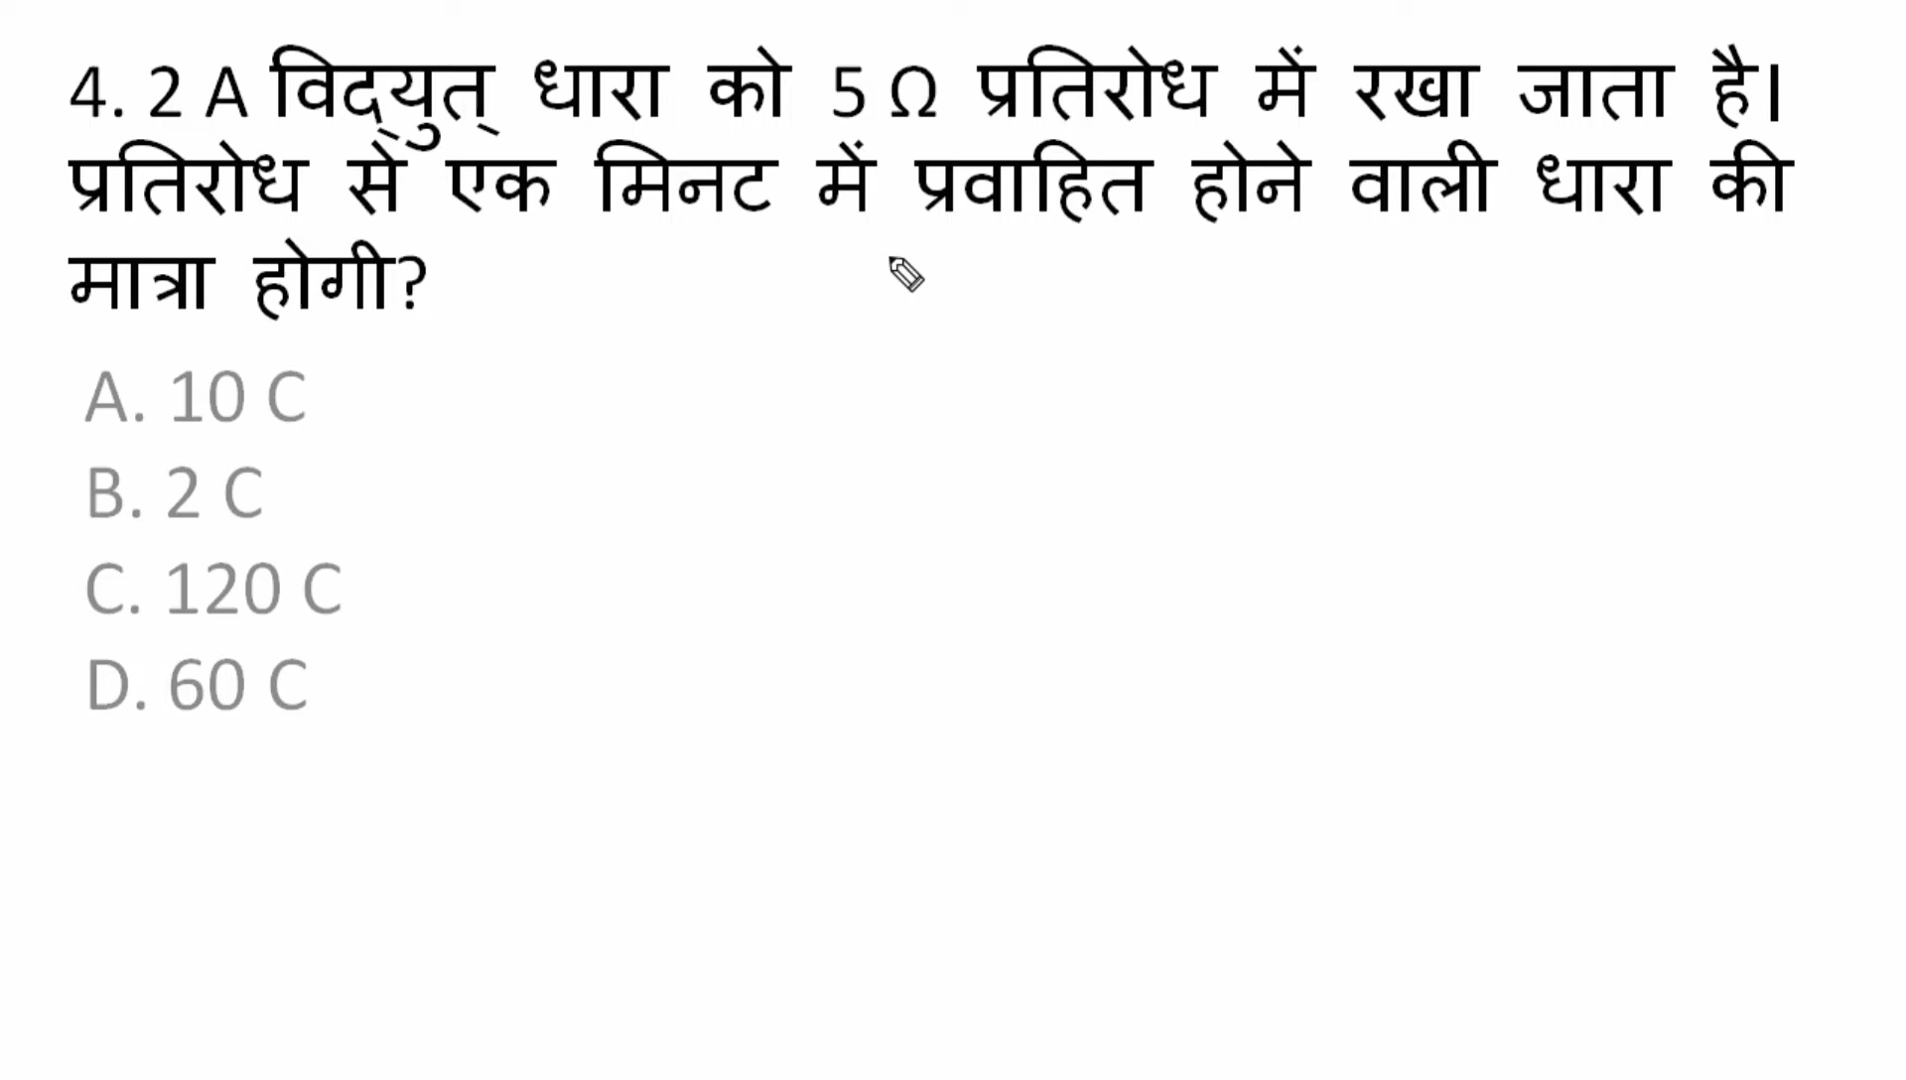 4. 2 A विद्युत् धारा को 5 Ω प्रतिरोध में रखा जाता है।
प्रतिरोध से एक मिनट में प्रवाहित होने वाली धारा की
मात्रा होगी?
A. 10 C
B. 2 C
C. 120 C
D. 60 C